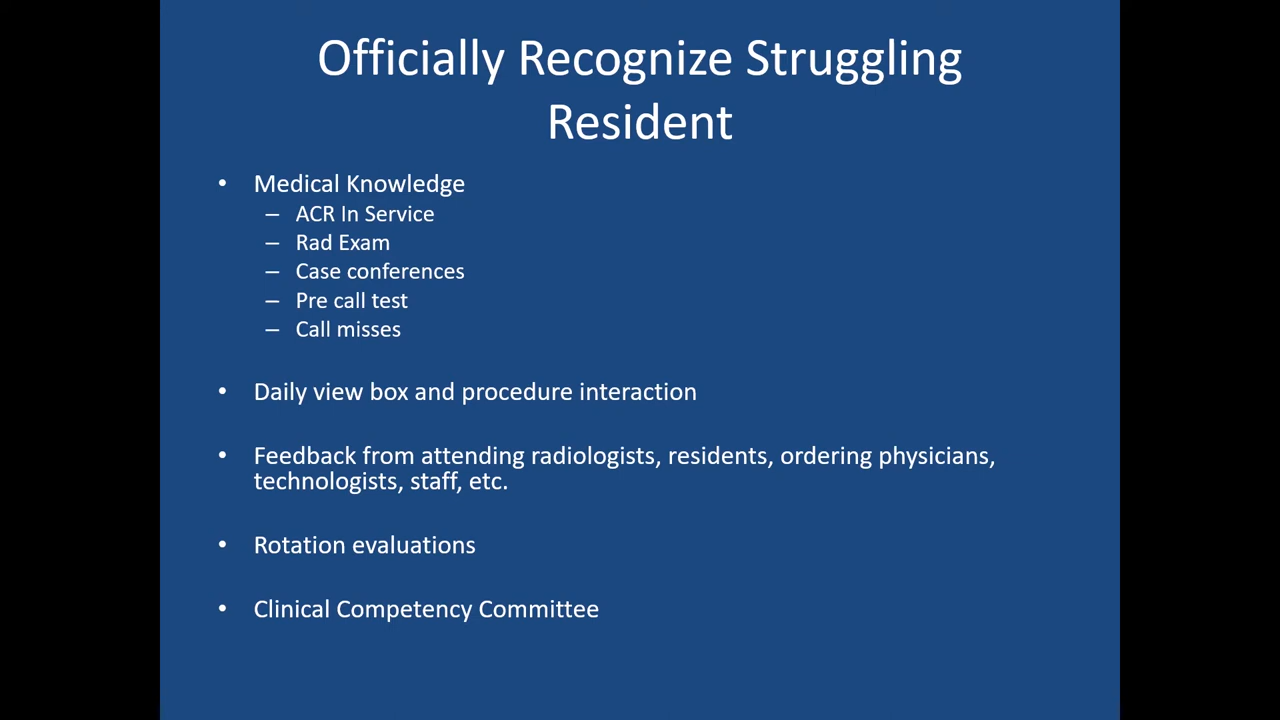 Officially Recognize Struggling
Resident
• Medical Knowledge
– ACR In Service
– Rad Exam
– Case conferences
– Pre call test
– Call misses
• Daily view box and procedure interaction
• Feedback from attending radiologists, residents, ordering physicians,
technologists, staff, etc.
• Rotation evaluations
• Clinical Competency Committee